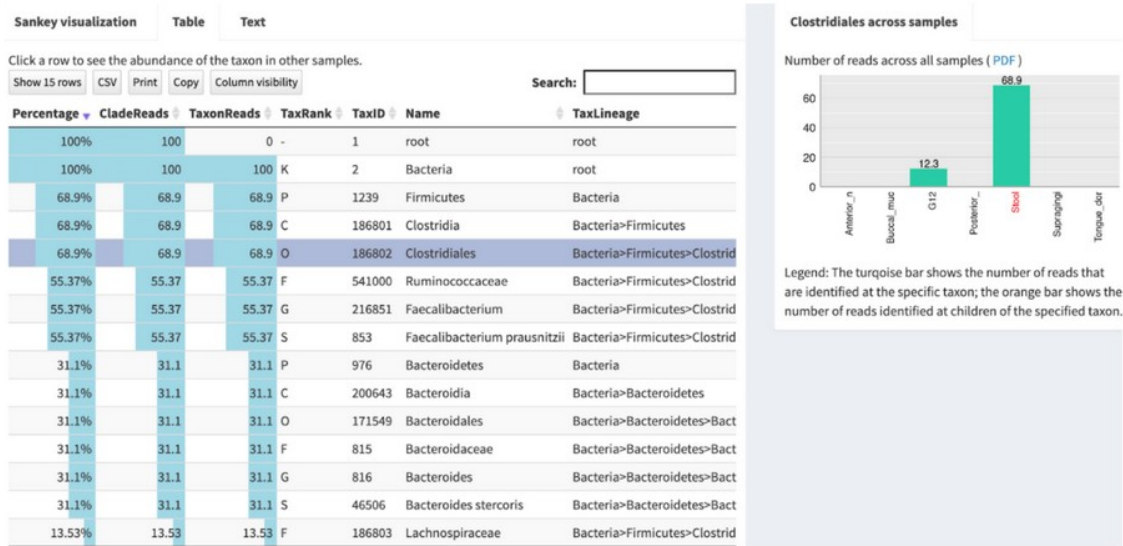 Sankey visualization Table Text
Click a row to see the abundance of the taxon in other samples.
Show 15 rows CSV Print Copy Column visibility Search:
Percentage CladeReads TaxonReads TaxRank TaxID Name TaxLineage
100% 100 0 - 1 root root
100% 100 100 K 2 Bacteria root
68.9% 68.9 68.9 P 1239 Firmicutes Bacteria
68.9% 68.9 68.9 C 186801 Clostridia Bacteria>Firmicutes
68.9% 68.9 68.9 O 186802 Clostridiales Bacteria>Firmicutes>Clostrid
55.37% 55.37 55.37 F 541000 Ruminococcaceae Bacteria>Firmicutes>Clostrid
55.37% 55.37 55.37 G 216851 Faecalibacterium Bacteria>Firmicutes>Clostrid
55.37% 55.37 55.37 S 853 Faecalibacterium prausnitzii Bacteria>Firmicutes>Clostrid
31.1% 31.1 31.1 P 976 Bacteroidetes Bacteria
31.1% 31.1 31.1 C 200643 Bacteroidia Bacteria>Bacteroidetes
31.1% 31.1 31.1 O 171549 Bacteroidales Bacteria>Bacteroidetes>Bact
31.1% 31.1 31.1 F 815 Bacteroidaceae Bacteria>Bacteroidetes>Bact
31.1% 31.1 31.1 G 816 Bacteroides Bacteria>Bacteroidetes>Bact
31.1% 31.1 31.1 S 46506 Bacteroides stercoris Bacteria>Bacteroidetes>Bact
13.53% 13.53 13.53 F 186803 Lachnospiraceae Bacteria>Firmicutes>Clostrid
Clostridiales across samples
Number of reads across all samples ( PDF )
68.9
60
40
20
12.3
0
Anterior_n
Buccal_muc
G12
Posterior_
Stool
Supragingi
Tongue_dor
Legend: The turqoise bar shows the number of reads that
are identified at the specific taxon; the orange bar shows the
number of reads identified at children of the specified taxon.